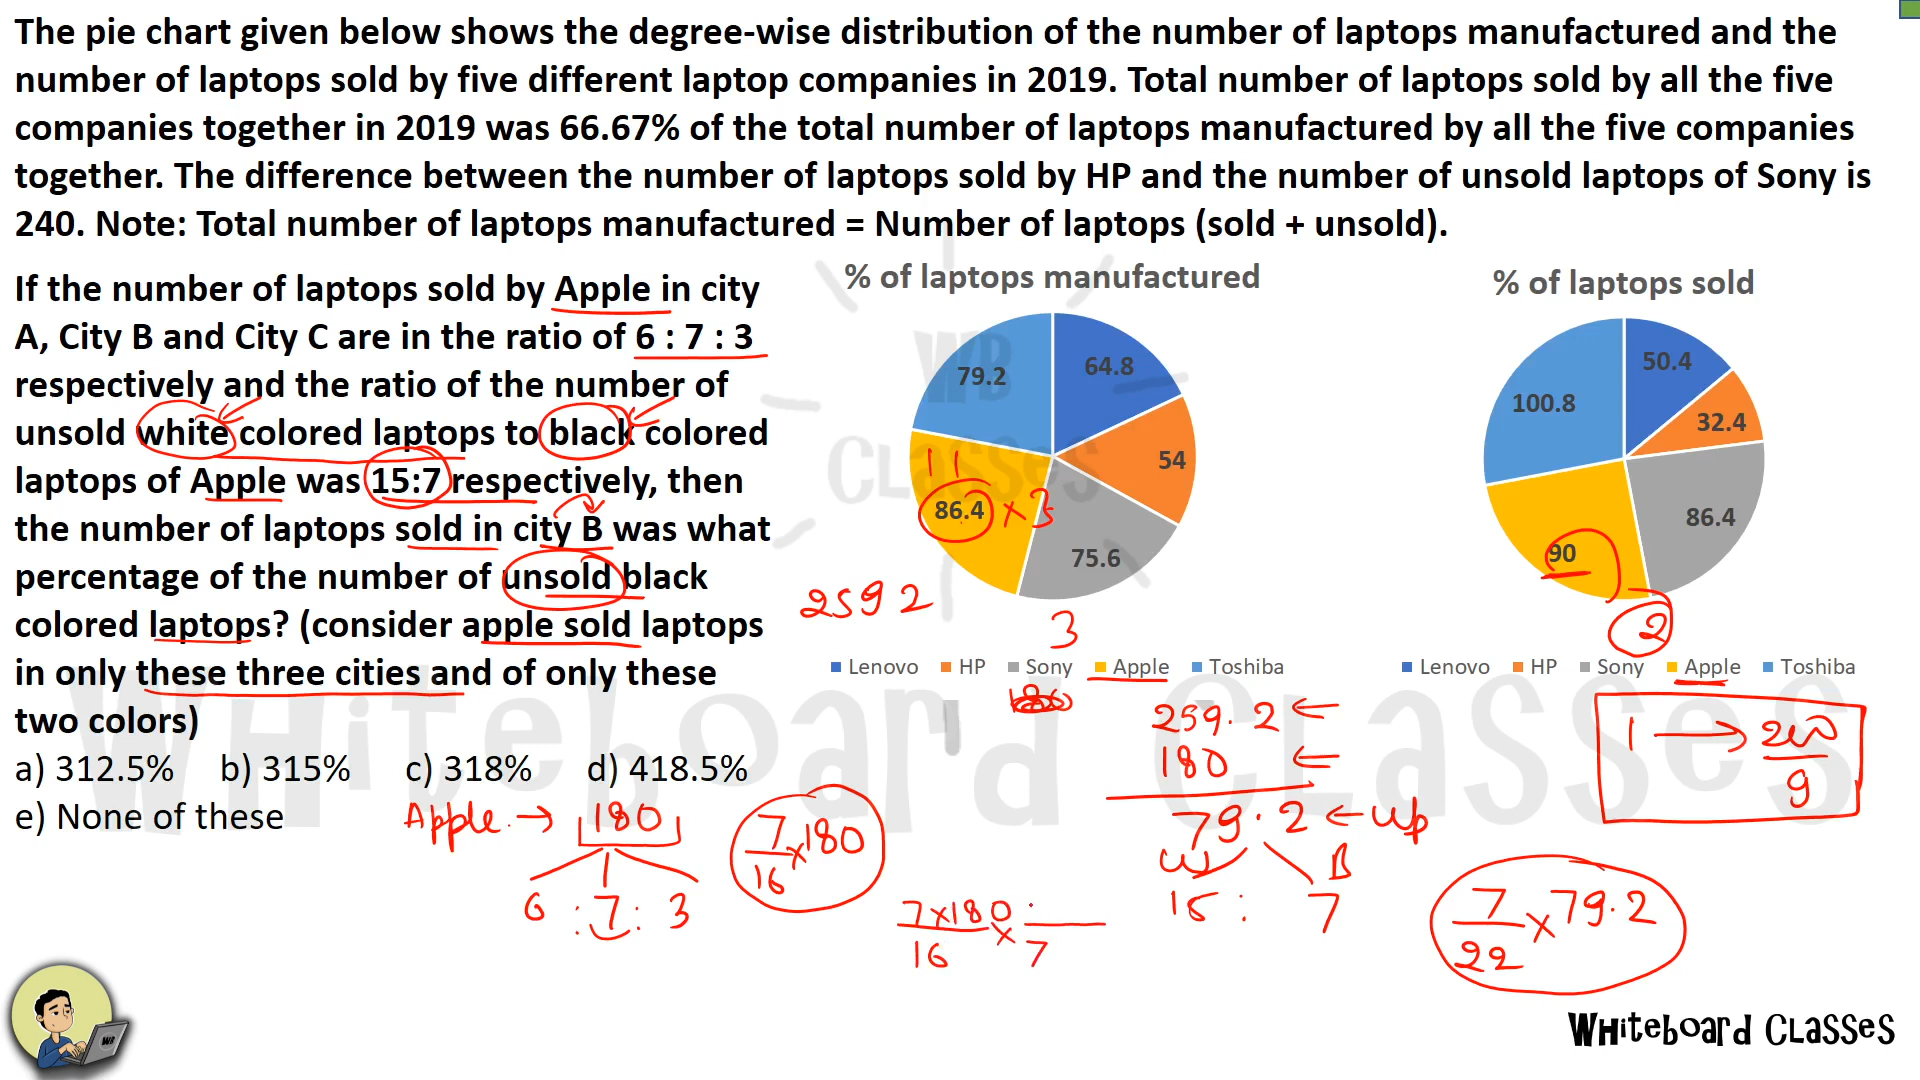 The pie chart given below shows the degree-wise distribution of the number of laptops manufactured and the
number of laptops sold by five different laptop companies in 2019. Total number of laptops sold by all the five
companies together in 2019 was 66.67% of the total number of laptops manufactured by all the five companies
together. The difference between the number of laptops sold by HP and the number of unsold laptops of Sony is
240. Note: Total number of laptops manufactured = Number of laptops (sold + unsold).
If the number of laptops sold by Apple in city
A, City B and City C are in the ratio of 6 : 7 : 3
respectively and the ratio of the number of
unsold white colored laptops to black colored
laptops of Apple was 15:7 respectively, then
the number of laptops sold in city B was what
percentage of the number of unsold black
colored laptops? (consider apple sold laptops
in only these three cities and of only these
two colors)
a) 312.5% b) 315% c) 318% d) 418.5%
e) None of these
% of laptops manufactured
79.2 64.8
54
11
86.4 × 3
75.6
2592
3
Lenovo HP Sony Apple Toshiba
% of laptops sold
50.4
100.8
32.4
86.4
90
2
Lenovo HP Sony Apple Toshiba
259.2
180
79.2 ← up
W B
15 : 7
Apple. → 180
6 : 7 : 3
7/16 × 180
7×180/16 × /7
7/22 × 79.2
WB
CLASSES
Whiteboard Classes
WB
Whiteboard Classes